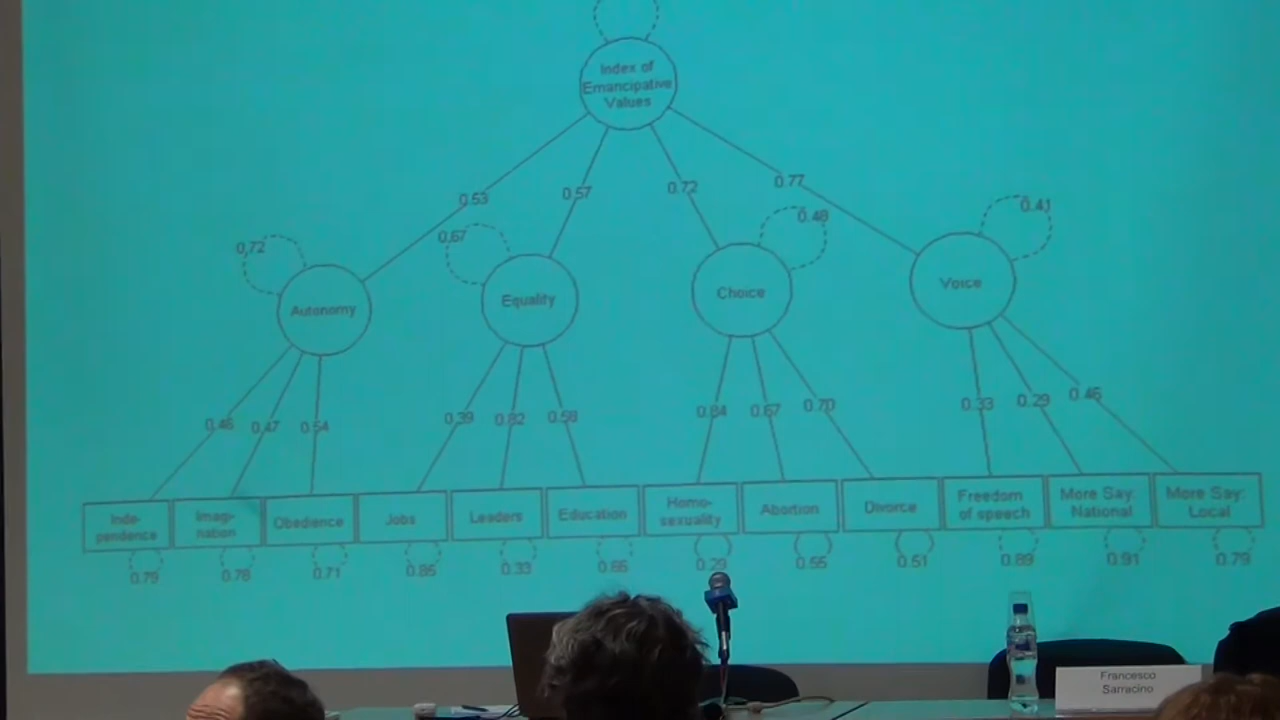 Index of
Emancipative
Values
0.53
0.57
0.72
0.77
0,72
0.67
0.48
0.41
Autonomy
Equality
Choice
Voice
0.46
0.47
0.54
0.39
0.82
0.58
0.84
0.67
0.70
0.33
0.29
0.46
Inde-
pendence
Imagi-
nation
Obedience
Jobs
Leaders
Education
Homo-
sexuality
Abortion
Divorce
Freedom
of speech
More Say:
National
More Say:
Local
0.79
0.78
0.71
0.85
0.33
0.66
0.29
0.55
0.51
0.89
0.91
0.79
Francesco
Sarracino